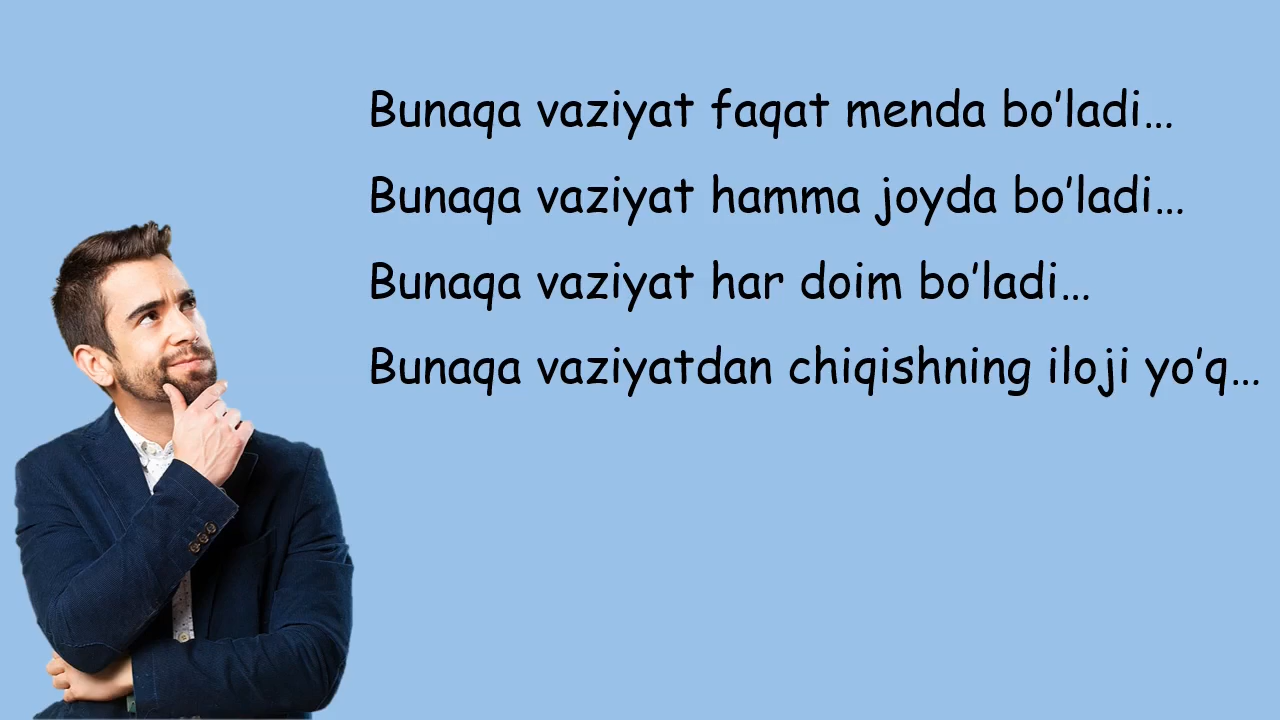 Bunaqa vaziyat faqat menda bo’ladi…
Bunaqa vaziyat hamma joyda bo’ladi…
Bunaqa vaziyat har doim bo’ladi…
Bunaqa vaziyatdan chiqishning iloji yo’q…